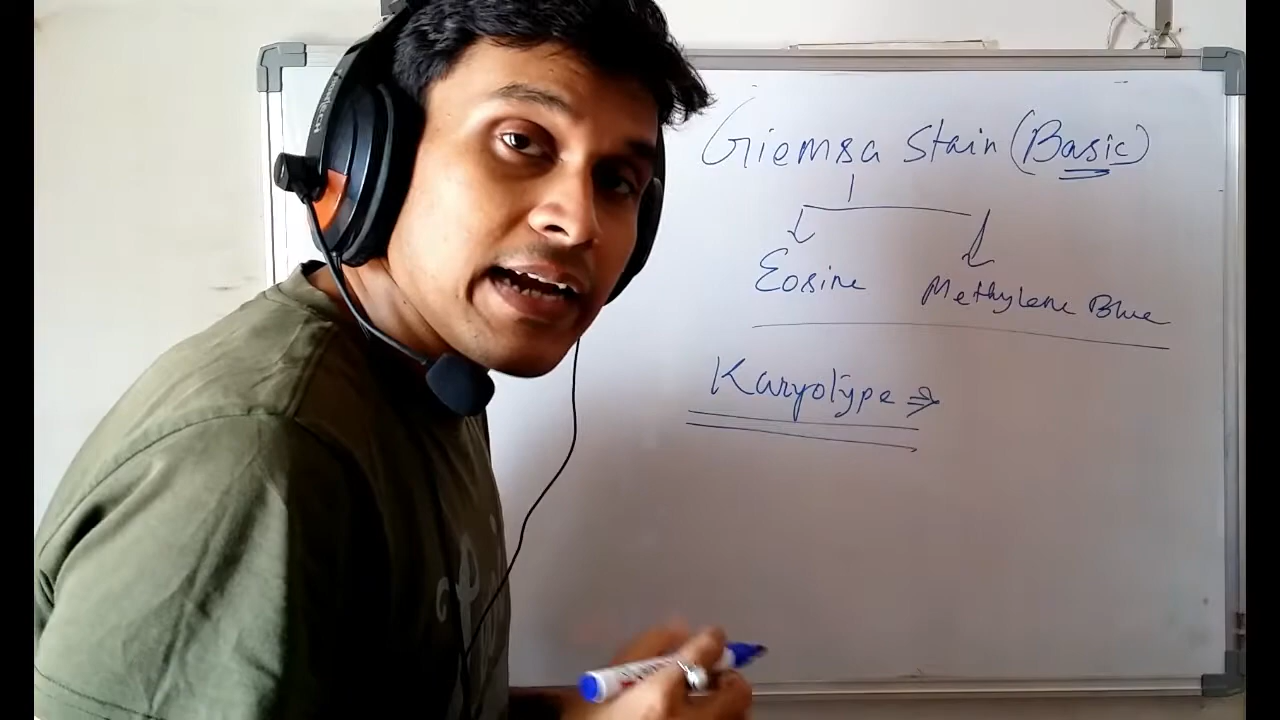 Giemsa Stain (Basic)
Eosine
Methylene Blue
Karyotype ⇒